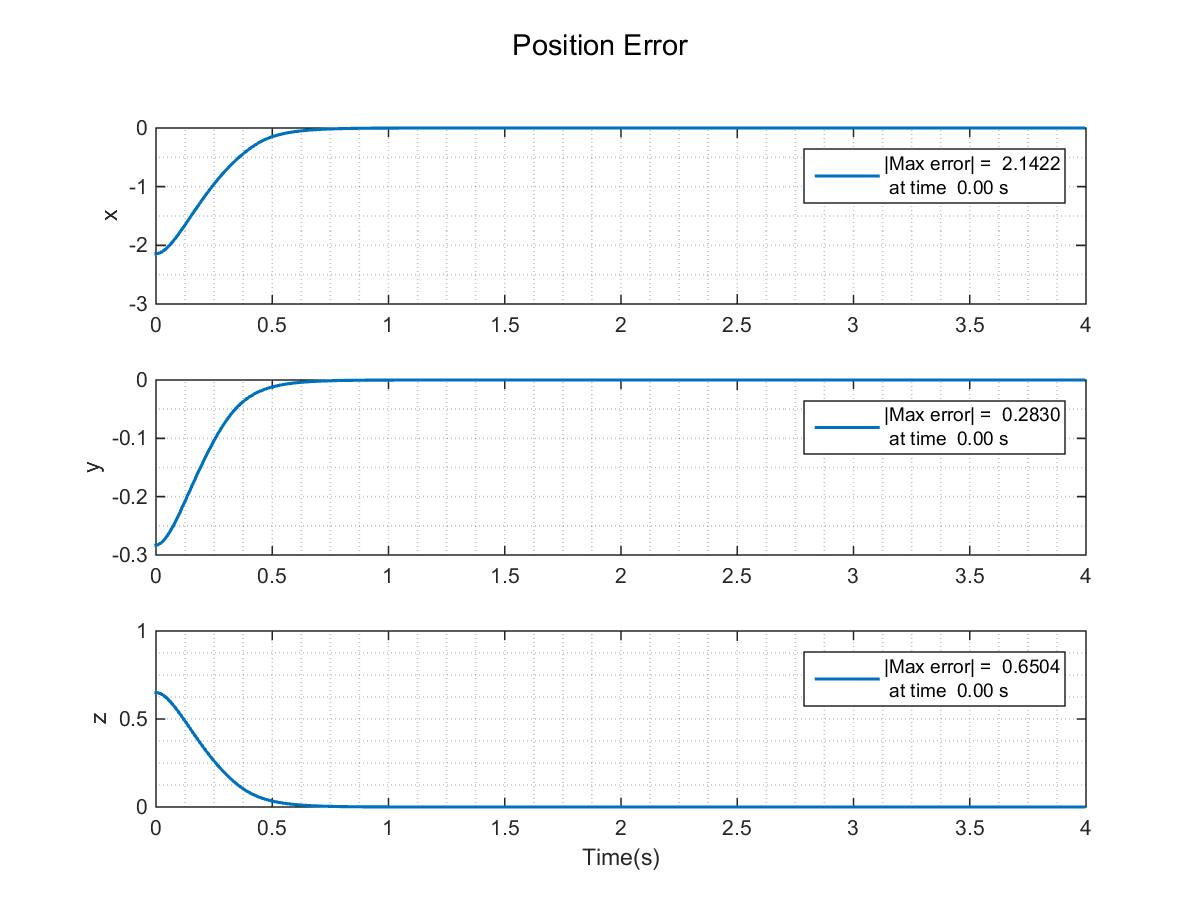 Position Error
0
-1
-2
-3
x
|Max error| = 2.1422
at time 0.00 s
0 0.5 1 1.5 2 2.5 3 3.5 4
0
-0.1
-0.2
-0.3
y
|Max error| = 0.2830
at time 0.00 s
0 0.5 1 1.5 2 2.5 3 3.5 4
1
0.5
0
z
|Max error| = 0.6504
at time 0.00 s
0 0.5 1 1.5 2 2.5 3 3.5 4
Time(s)